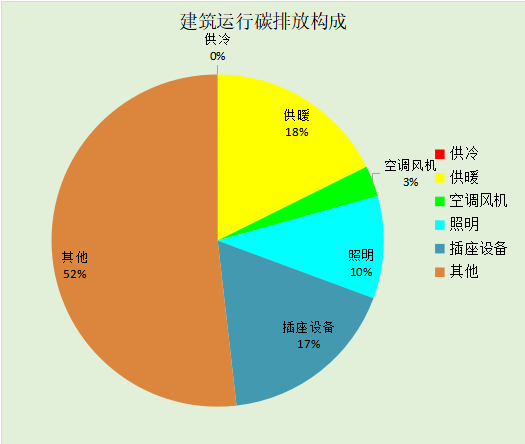 建筑运行碳排放构成
供冷
0%
供暖
18%
空调风机
3%
照明
10%
插座设备
17%
其他
52%
供冷
供暖
空调风机
照明
插座设备
其他